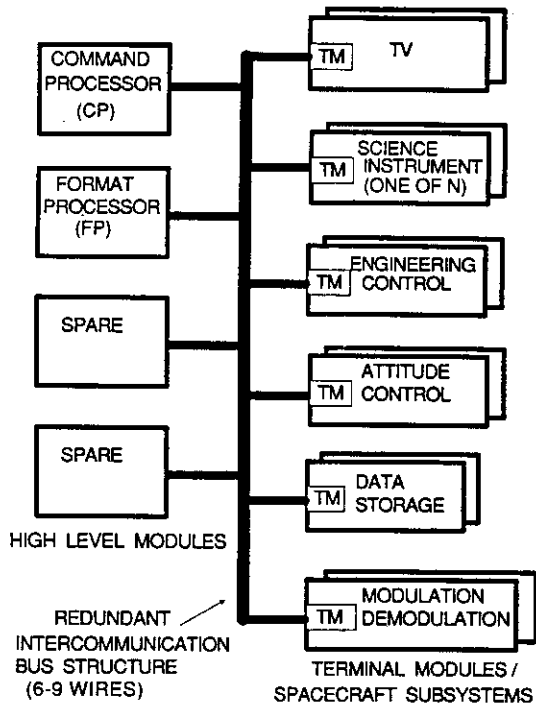 COMMAND
PROCESSOR
(CP)
FORMAT
PROCESSOR
(FP)
SPARE
SPARE
HIGH LEVEL MODULES
REDUNDANT
INTERCOMMUNICATION
BUS STRUCTURE
(6-9 WIRES)
TM
TV
TM
SCIENCE
INSTRUMENT
(ONE OF N)
TM
ENGINEERING
CONTROL
TM
ATTITUDE
CONTROL
TM
DATA
STORAGE
TM
MODULATION
DEMODULATION
TERMINAL MODULES /
SPACECRAFT SUBSYSTEMS